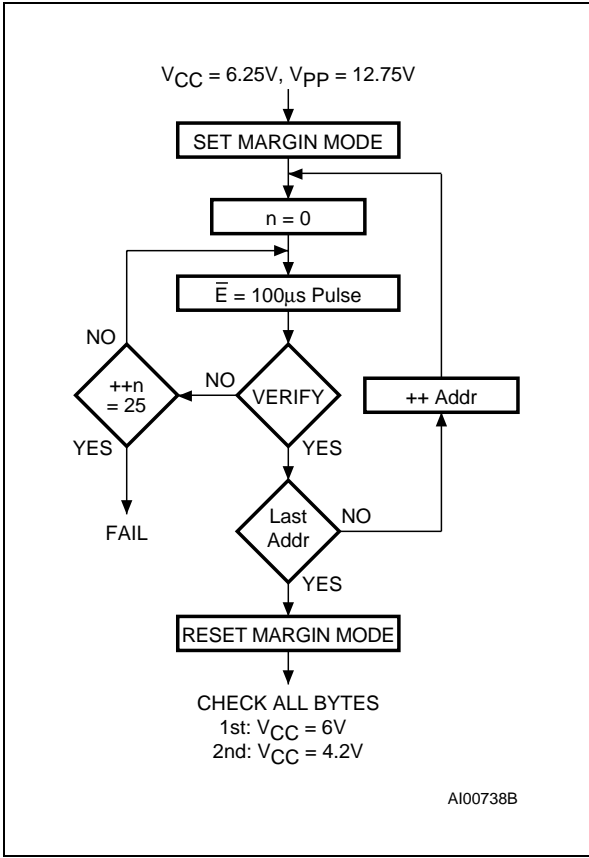 VCC = 6.25V, VPP = 12.75V
SET MARGIN MODE
n = 0
E̅ = 100µs Pulse
NO
++n
= 25
NO
VERIFY
++ Addr
YES
YES
FAIL
Last
Addr
NO
YES
RESET MARGIN MODE
CHECK ALL BYTES
1st: VCC = 6V
2nd: VCC = 4.2V
AI00738B